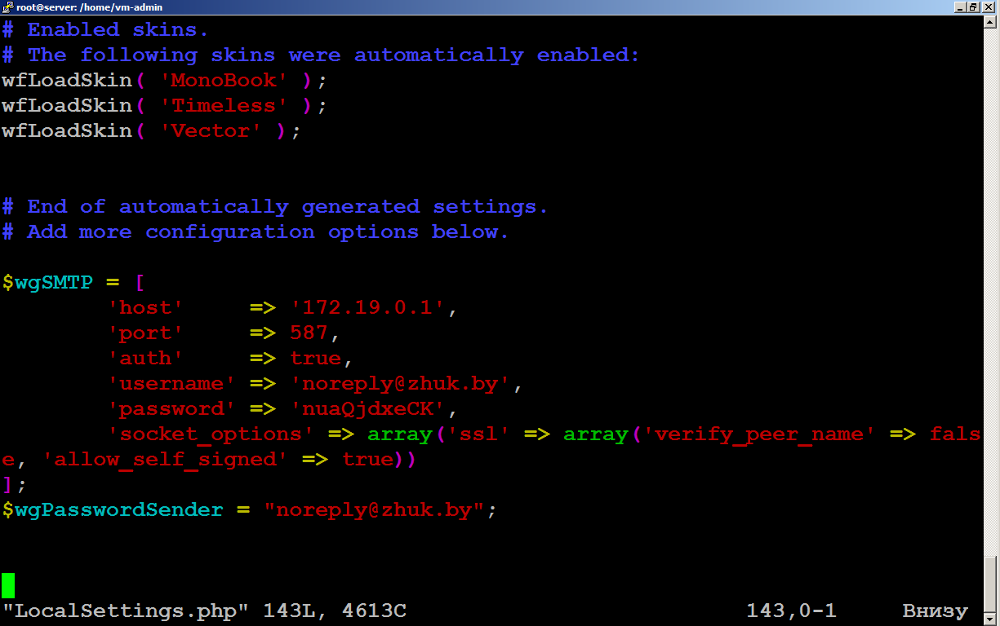 root@server: /home/vm-admin
# Enabled skins.
# The following skins were automatically enabled:
wfLoadSkin( 'MonoBook' );
wfLoadSkin( 'Timeless' );
wfLoadSkin( 'Vector' );
# End of automatically generated settings.
# Add more configuration options below.
$wgSMTP = [
'host' => '172.19.0.1',
'port' => 587,
'auth' => true,
'username' => 'noreply@zhuk.by',
'password' => 'nuaQjdxeCK',
'socket_options' => array('ssl' => array('verify_peer_name' => fals
e, 'allow_self_signed' => true))
];
$wgPasswordSender = "noreply@zhuk.by";
"LocalSettings.php" 143L, 4613C 143,0-1 Внизу